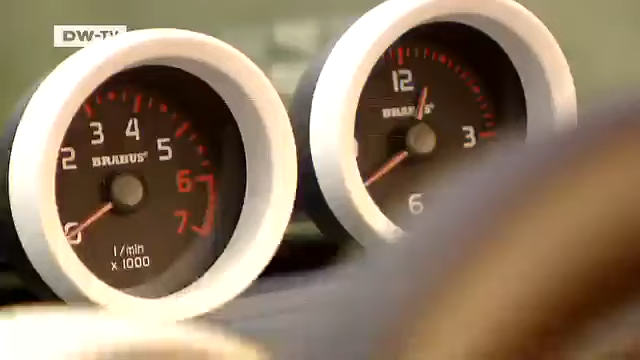 DW-TV
3 4
2 5
BRABUS
6
0 7
1/min
x 1000
12
BRABUS
3
6